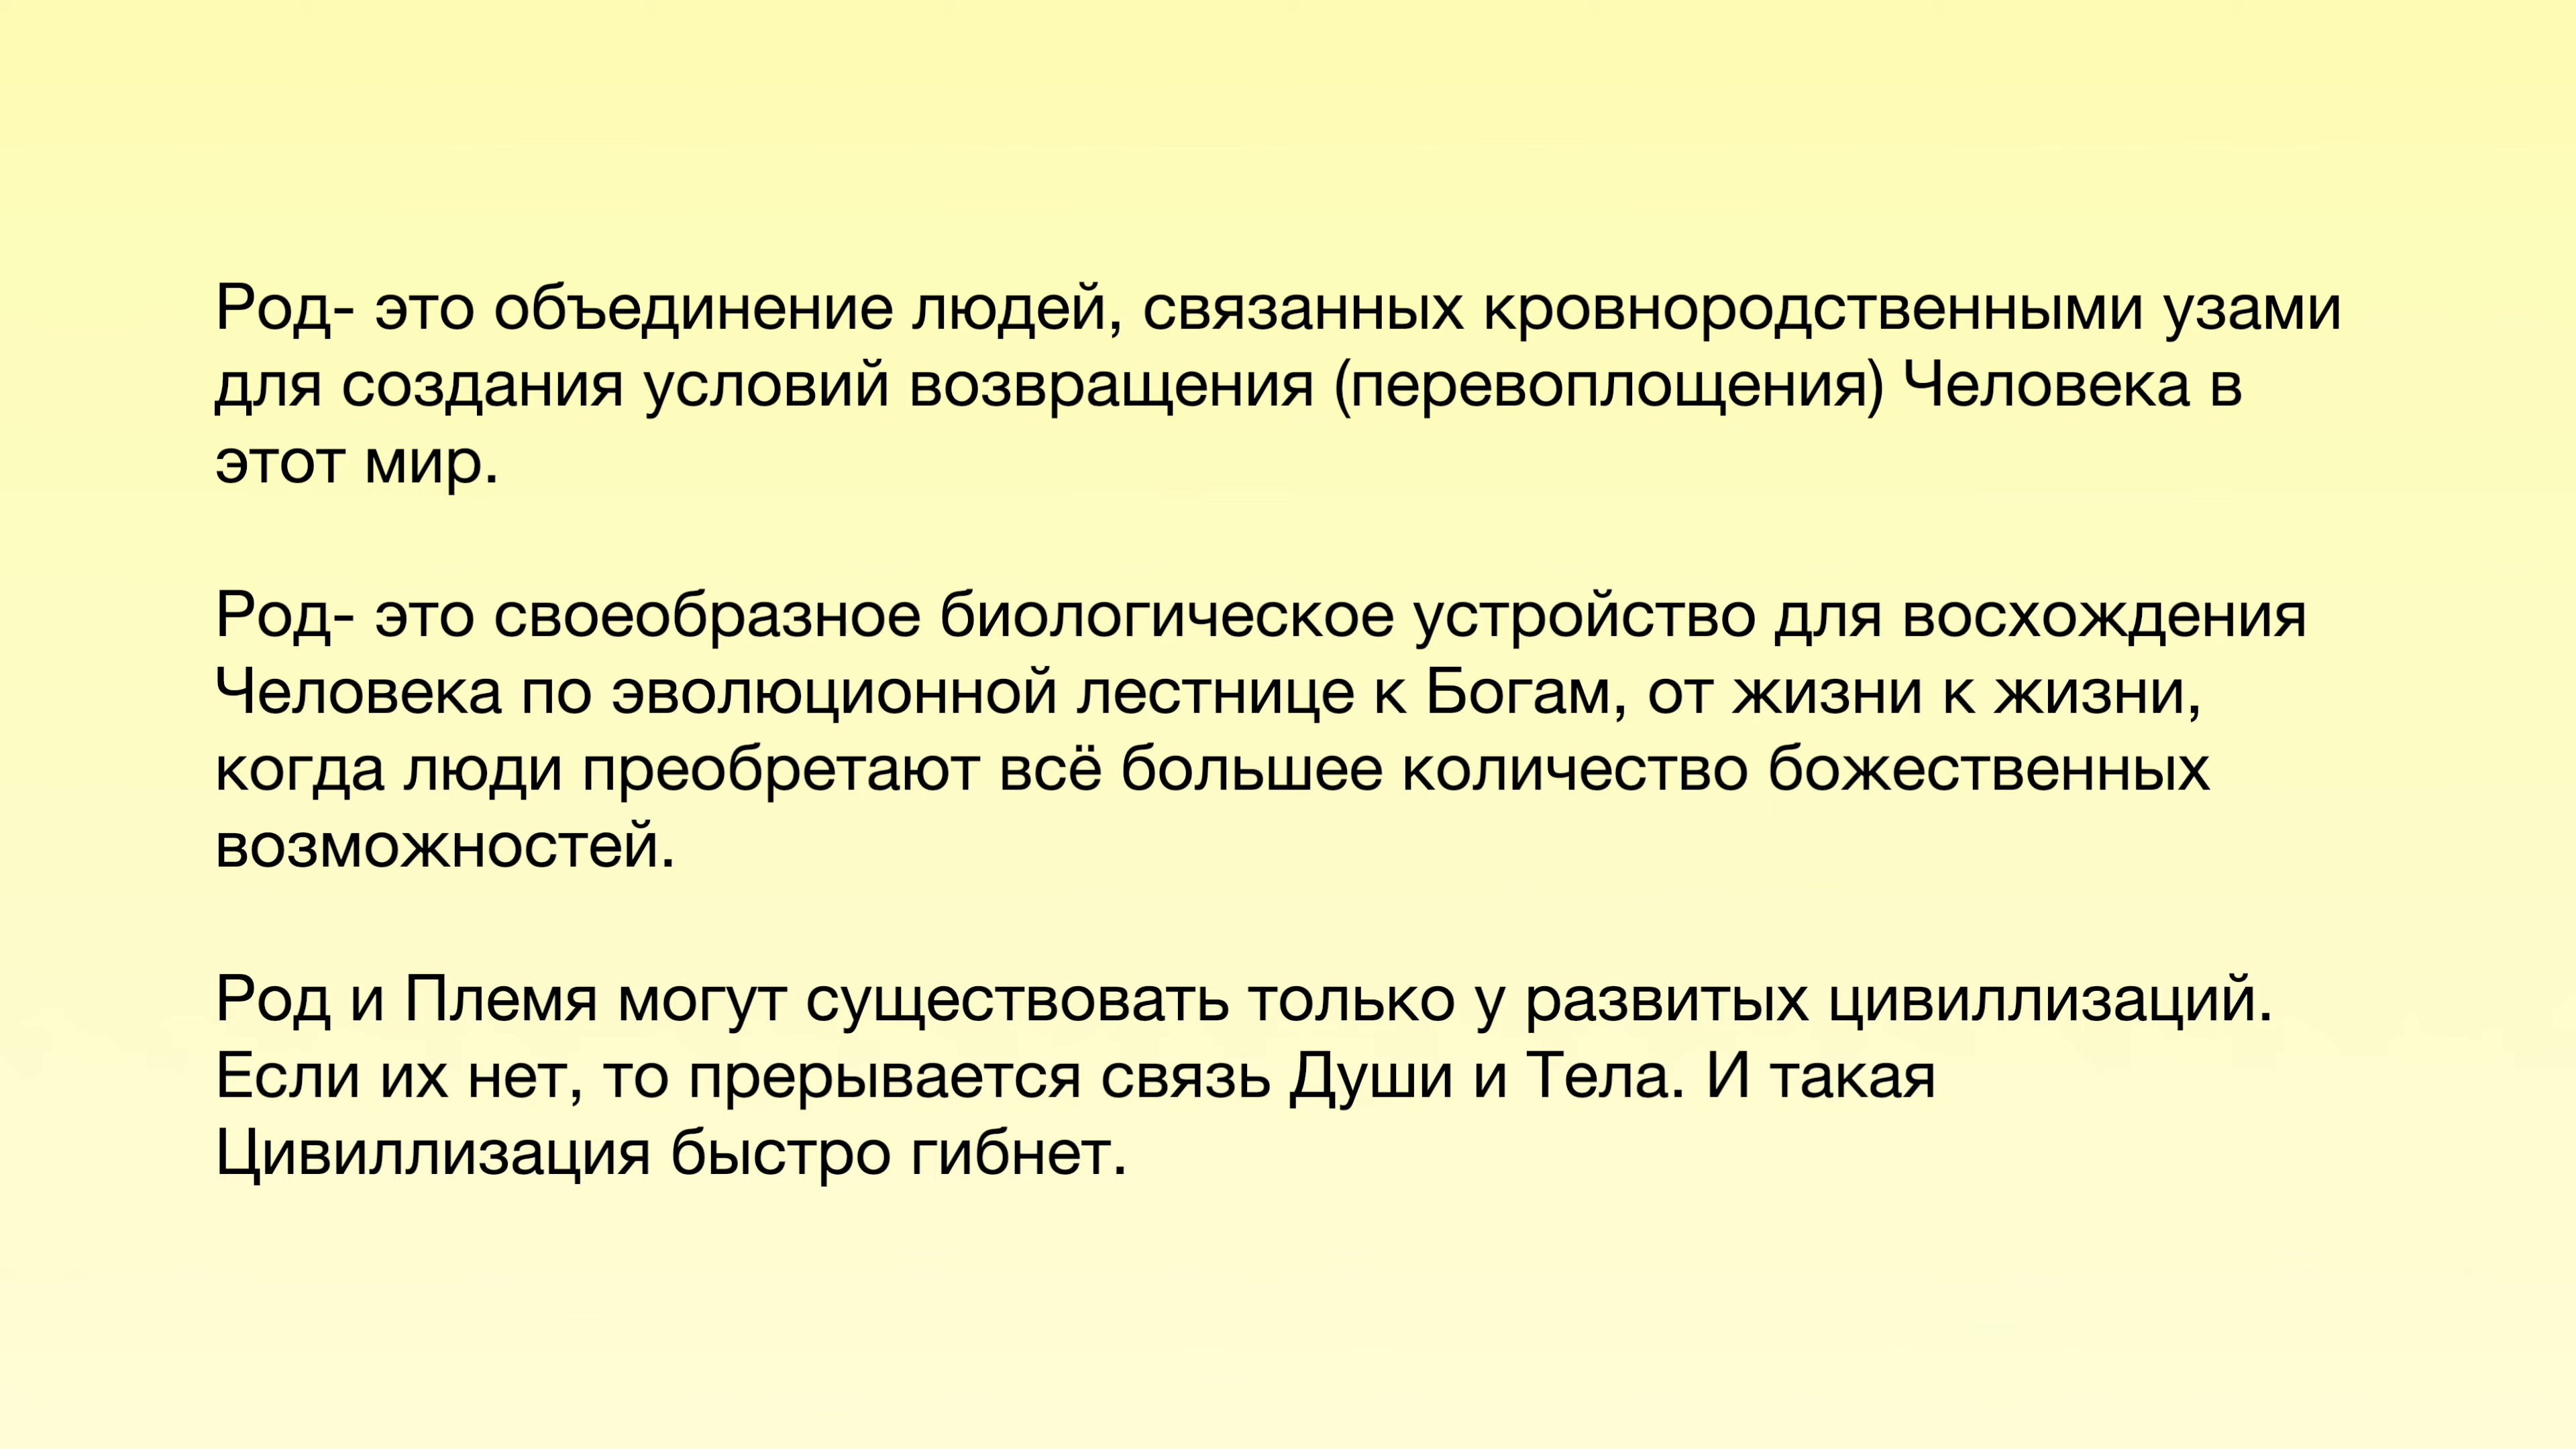 Род- это объединение людей, связанных кровнородственными узами
для создания условий возвращения (перевоплощения) Человека в
этот мир.
Род- это своеобразное биологическое устройство для восхождения
Человека по эволюционной лестнице к Богам, от жизни к жизни,
когда люди преобретают всё большее количество божественных
возможностей.
Род и Племя могут существовать только у развитых цивиллизаций.
Если их нет, то прерывается связь Души и Тела. И такая
Цивиллизация быстро гибнет.